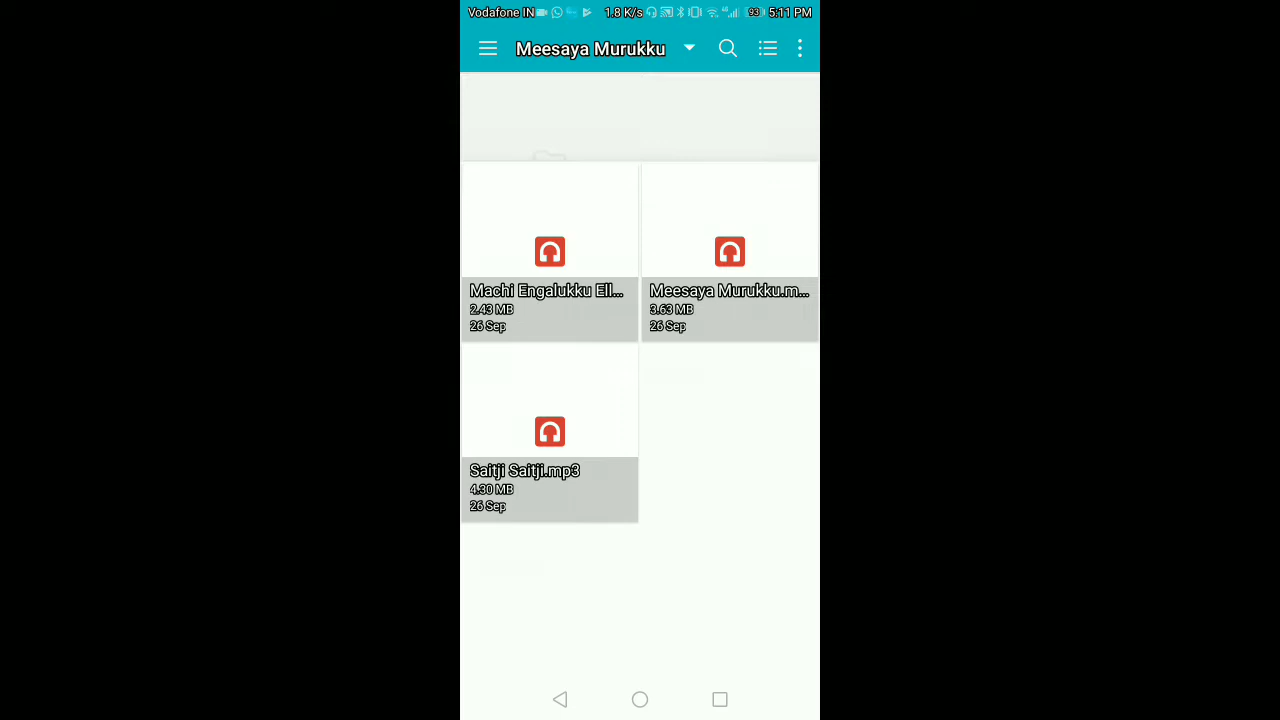 Vodafone IN 1.8 K/s 4G 93 5:11 PM
Meesaya Murukku
Machi Engalukku Ell...
2.43 MB
26 Sep
Meesaya Murukku.m...
3.63 MB
26 Sep
Saitji Saitji.mp3
4.30 MB
26 Sep